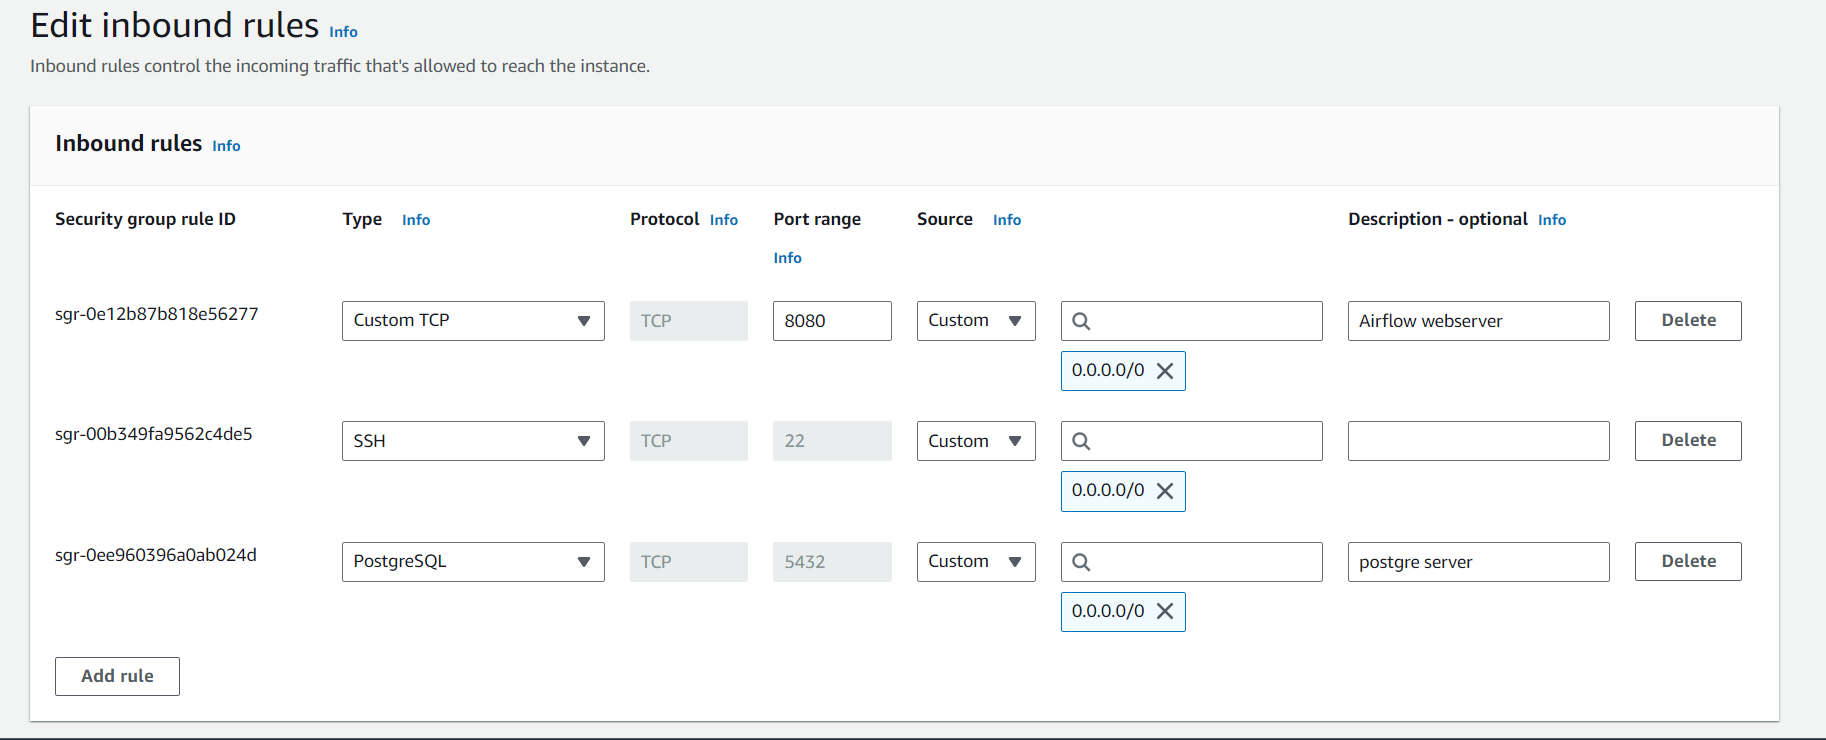 Edit inbound rules Info
Inbound rules control the incoming traffic that's allowed to reach the instance.
Inbound rules Info
Security group rule ID Type Info Protocol Info Port range Info Source Info Description - optional Info
sgr-0e12b87b818e56277 Custom TCP TCP 8080 Custom Airflow webserver Delete
0.0.0.0/0
sgr-00b349fa9562c4de5 SSH TCP 22 Custom Delete
0.0.0.0/0
sgr-0ee960396a0ab024d PostgreSQL TCP 5432 Custom postgre server Delete
0.0.0.0/0
Add rule